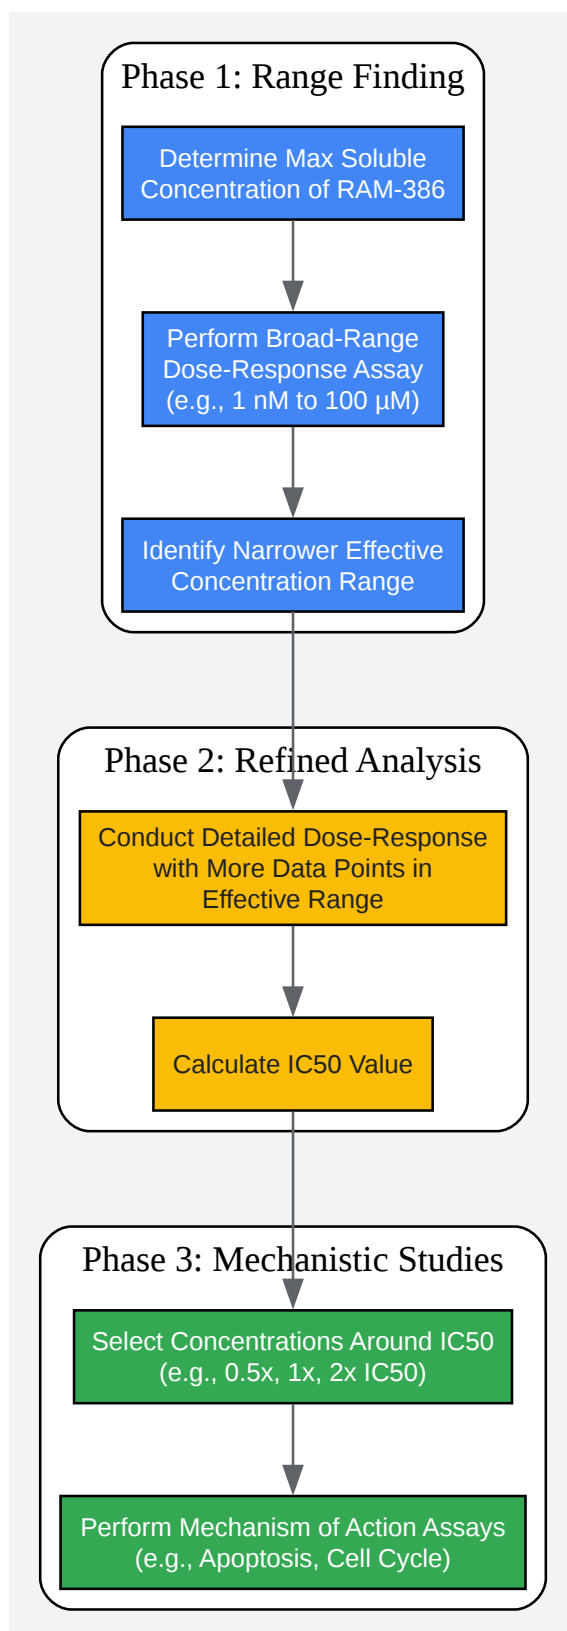 Phase 1: Range Finding
Determine Max Soluble
Concentration of RAM-386
Perform Broad-Range
Dose-Response Assay
(e.g., 1 nM to 100 µM)
Identify Narrower Effective
Concentration Range
Phase 2: Refined Analysis
Conduct Detailed Dose-Response
with More Data Points in
Effective Range
Calculate IC50 Value
Phase 3: Mechanistic Studies
Select Concentrations Around IC50
(e.g., 0.5x, 1x, 2x IC50)
Perform Mechanism of Action Assays
(e.g., Apoptosis, Cell Cycle)